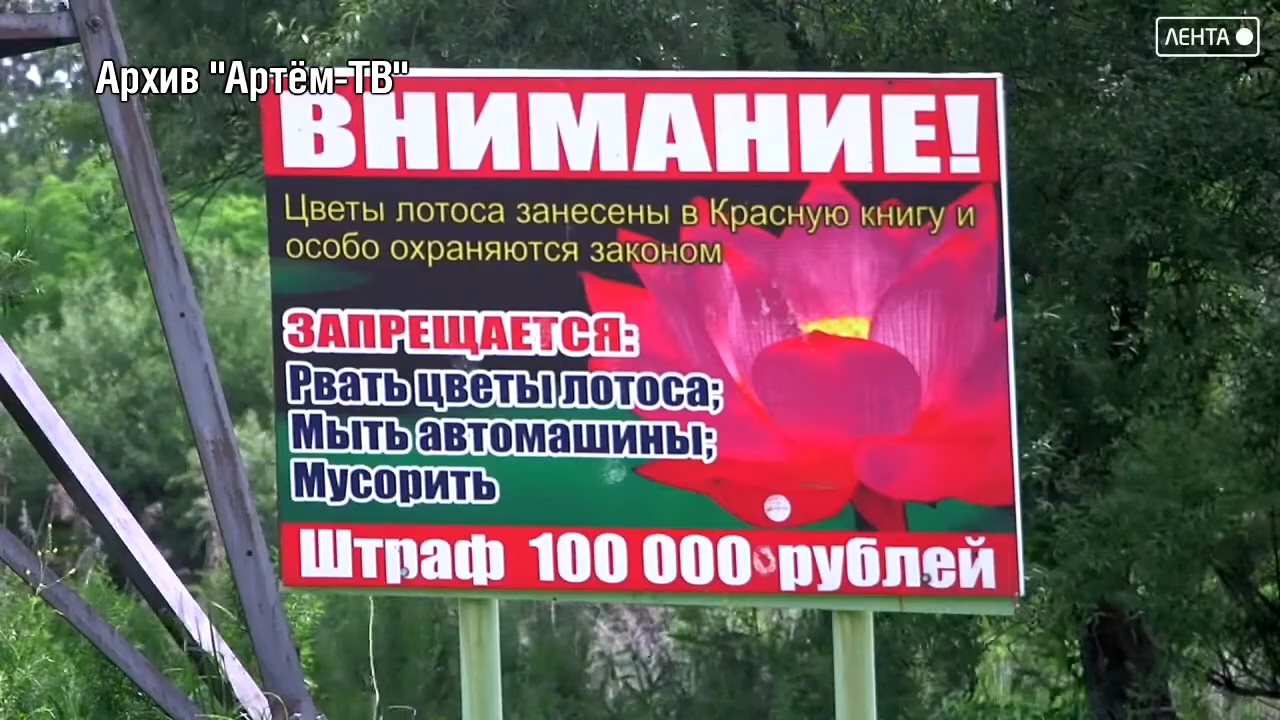 ЛЕНТА
Архив "Артём-ТВ"
ВНИМАНИЕ!
Цветы лотоса занесены в Красную книгу и
особо охраняются законом
ЗАПРЕЩАЕТСЯ:
Рвать цветы лотоса;
Мыть автомашины;
Мусорить
Штраф 100 000 рублей